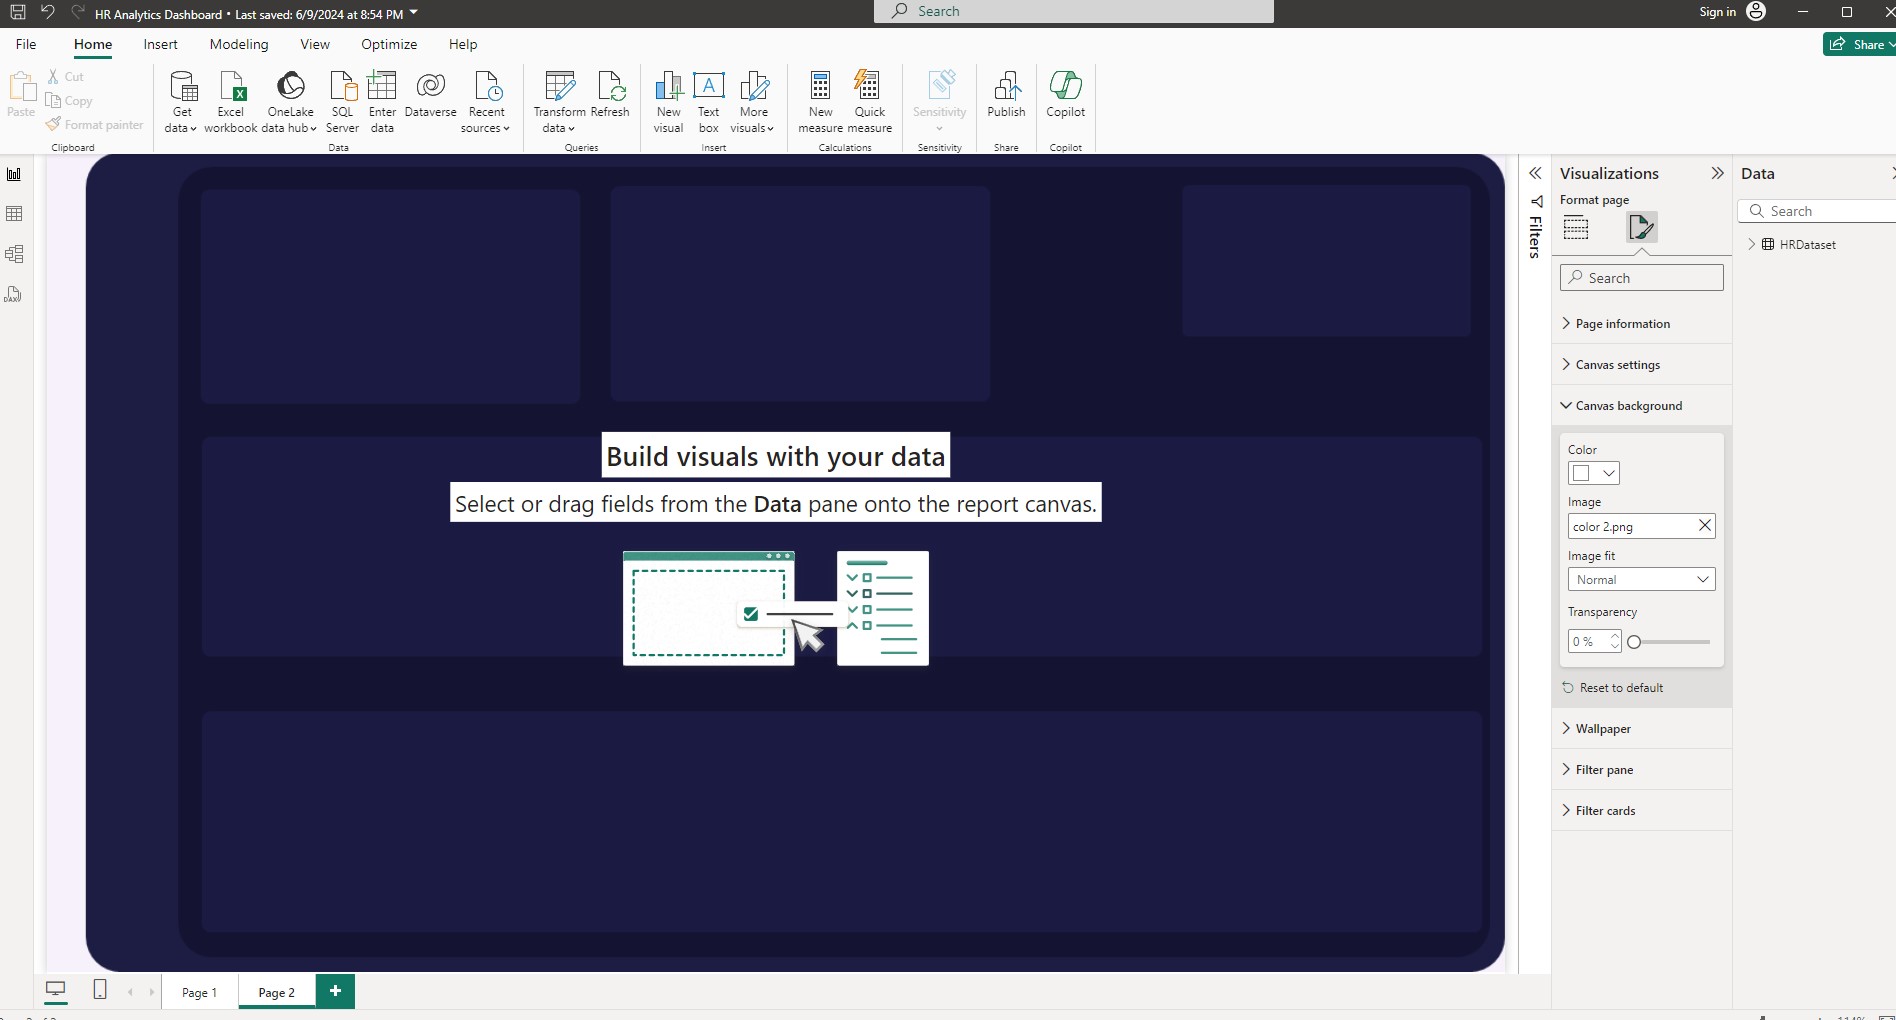 HR Analytics Dashboard • Last saved: 6/9/2024 at 8:54 PM
Search
Sign in
File Home Insert Modeling View Optimize Help
Share
Paste
Cut
Copy
Format painter
Clipboard
Get data
Excel workbook
OneLake data hub
SQL Server
Enter data
Dataverse
Recent sources
Data
Transform data
Refresh
Queries
New visual
Text box
More visuals
Insert
New measure
Quick measure
Calculations
Sensitivity
Sensitivity
Publish
Share
Copilot
Copilot
DAX
Build visuals with your data
Select or drag fields from the Data pane onto the report canvas.
Filters
Visualizations
Format page
Search
Page information
Canvas settings
Canvas background
Color
Image
color 2.png
Image fit
Normal
Transparency
0 %
Reset to default
Wallpaper
Filter pane
Filter cards
Data
Search
HRDataset
Page 1
Page 2